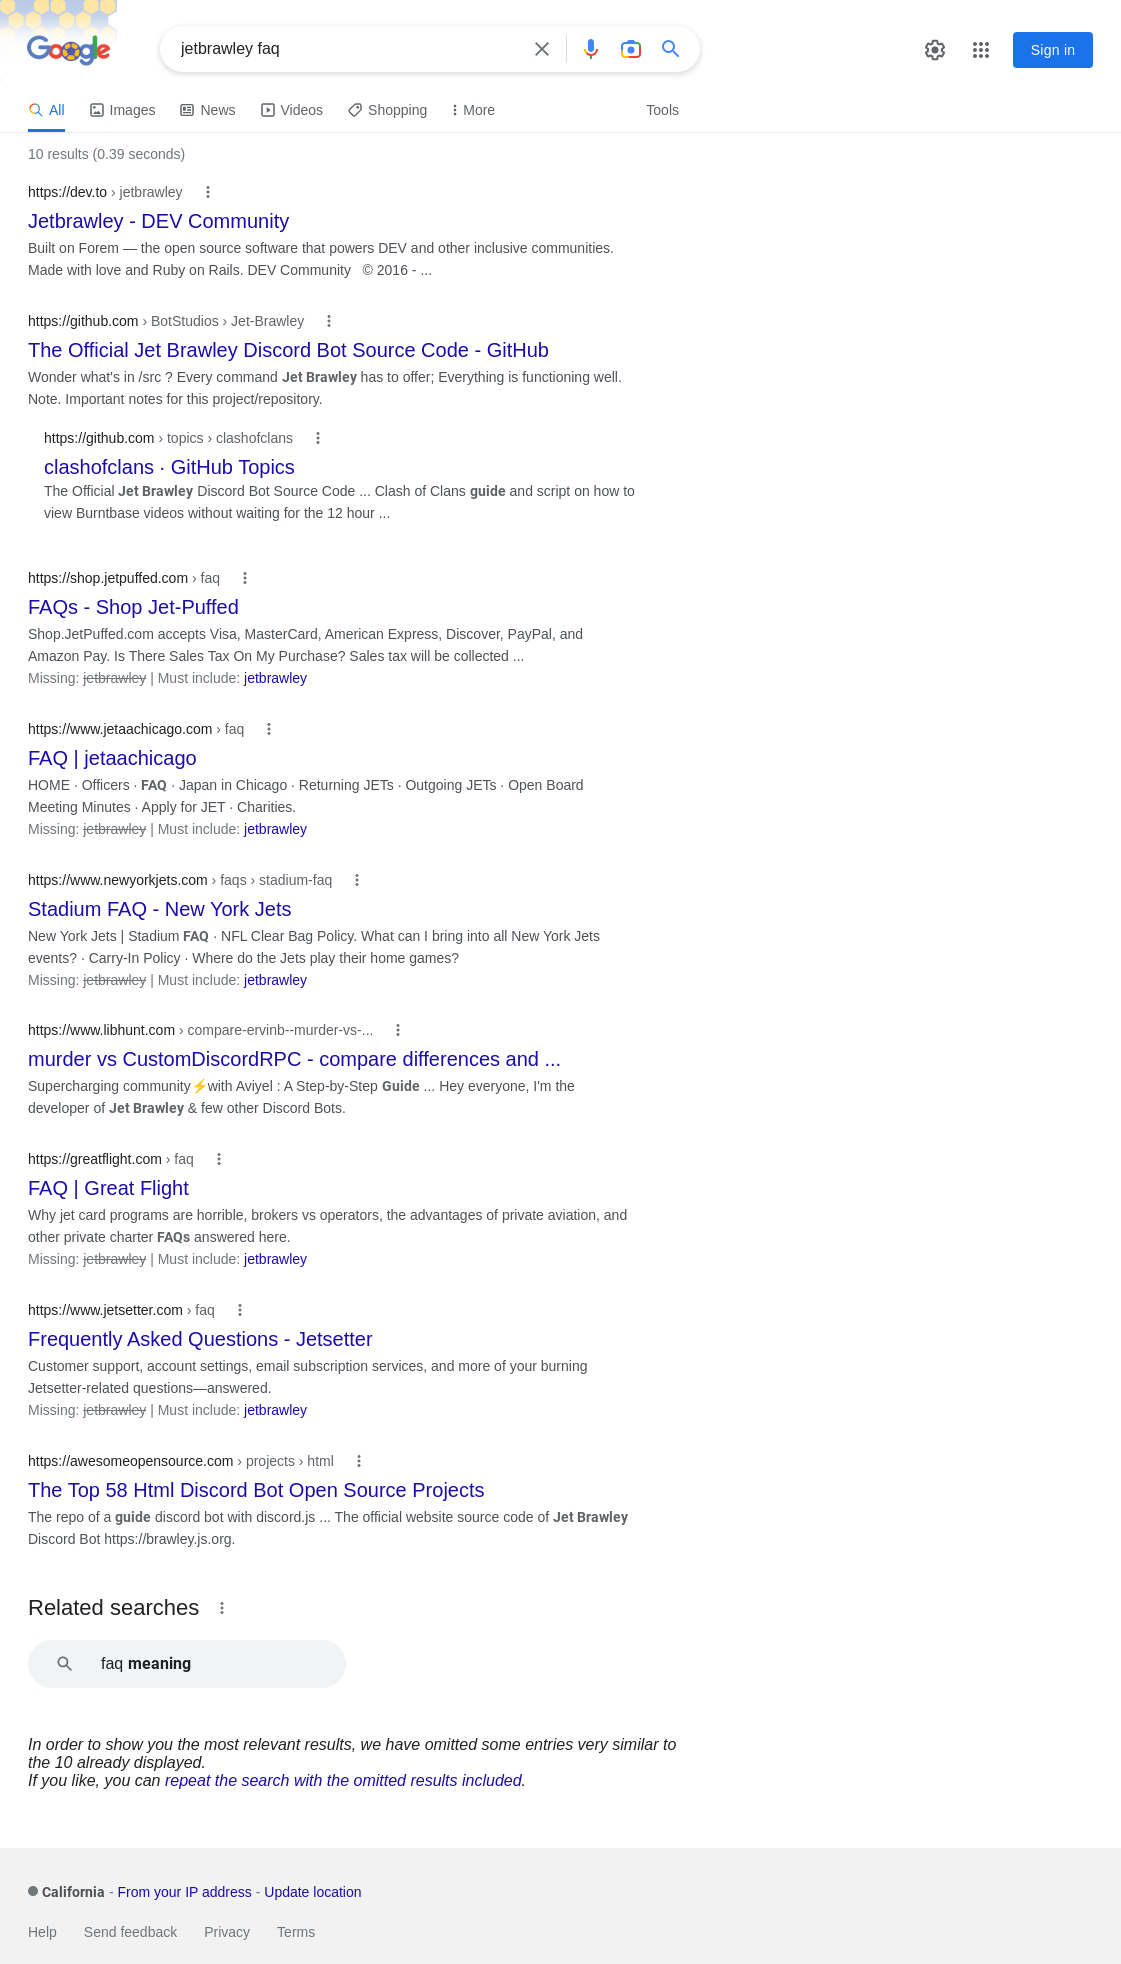 Google
jetbrawley faq
Sign in
All Images News Videos Shopping More Tools
10 results (0.39 seconds)
https://dev.to › jetbrawley
Jetbrawley - DEV Community
Built on Forem — the open source software that powers DEV and other inclusive communities.
Made with love and Ruby on Rails. DEV Community © 2016 - ...
https://github.com › BotStudios › Jet-Brawley
The Official Jet Brawley Discord Bot Source Code - GitHub
Wonder what's in /src ? Every command Jet Brawley has to offer; Everything is functioning well.
Note. Important notes for this project/repository.
https://github.com › topics › clashofclans
clashofclans · GitHub Topics
The Official Jet Brawley Discord Bot Source Code ... Clash of Clans guide and script on how to
view Burntbase videos without waiting for the 12 hour ...
https://shop.jetpuffed.com › faq
FAQs - Shop Jet-Puffed
Shop.JetPuffed.com accepts Visa, MasterCard, American Express, Discover, PayPal, and
Amazon Pay. Is There Sales Tax On My Purchase? Sales tax will be collected ...
Missing: jetbrawley | Must include: jetbrawley
https://www.jetaachicago.com › faq
FAQ | jetaachicago
HOME · Officers · FAQ · Japan in Chicago · Returning JETs · Outgoing JETs · Open Board
Meeting Minutes · Apply for JET · Charities.
Missing: jetbrawley | Must include: jetbrawley
https://www.newyorkjets.com › faqs › stadium-faq
Stadium FAQ - New York Jets
New York Jets | Stadium FAQ · NFL Clear Bag Policy. What can I bring into all New York Jets
events? · Carry-In Policy · Where do the Jets play their home games?
Missing: jetbrawley | Must include: jetbrawley
https://www.libhunt.com › compare-ervinb--murder-vs-...
murder vs CustomDiscordRPC - compare differences and ...
Supercharging community⚡with Aviyel : A Step-by-Step Guide ... Hey everyone, I'm the
developer of Jet Brawley & few other Discord Bots.
https://greatflight.com › faq
FAQ | Great Flight
Why jet card programs are horrible, brokers vs operators, the advantages of private aviation, and
other private charter FAQs answered here.
Missing: jetbrawley | Must include: jetbrawley
https://www.jetsetter.com › faq
Frequently Asked Questions - Jetsetter
Customer support, account settings, email subscription services, and more of your burning
Jetsetter-related questions—answered.
Missing: jetbrawley | Must include: jetbrawley
https://awesomeopensource.com › projects › html
The Top 58 Html Discord Bot Open Source Projects
The repo of a guide discord bot with discord.js ... The official website source code of Jet Brawley
Discord Bot https://brawley.js.org.
Related searches
faq meaning
In order to show you the most relevant results, we have omitted some entries very similar to
the 10 already displayed.
If you like, you can repeat the search with the omitted results included.
California - From your IP address - Update location
Help Send feedback Privacy Terms